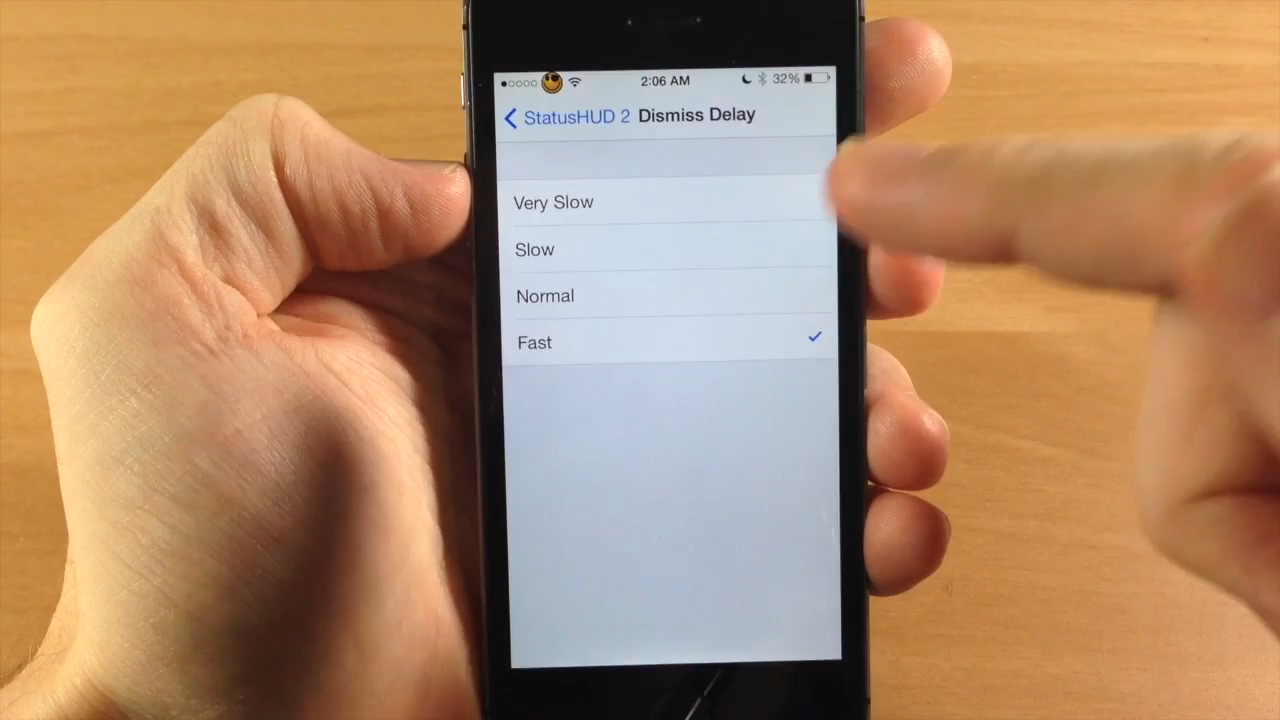 2:06 AM 32%
StatusHUD 2 Dismiss Delay
Very Slow
Slow
Normal
Fast